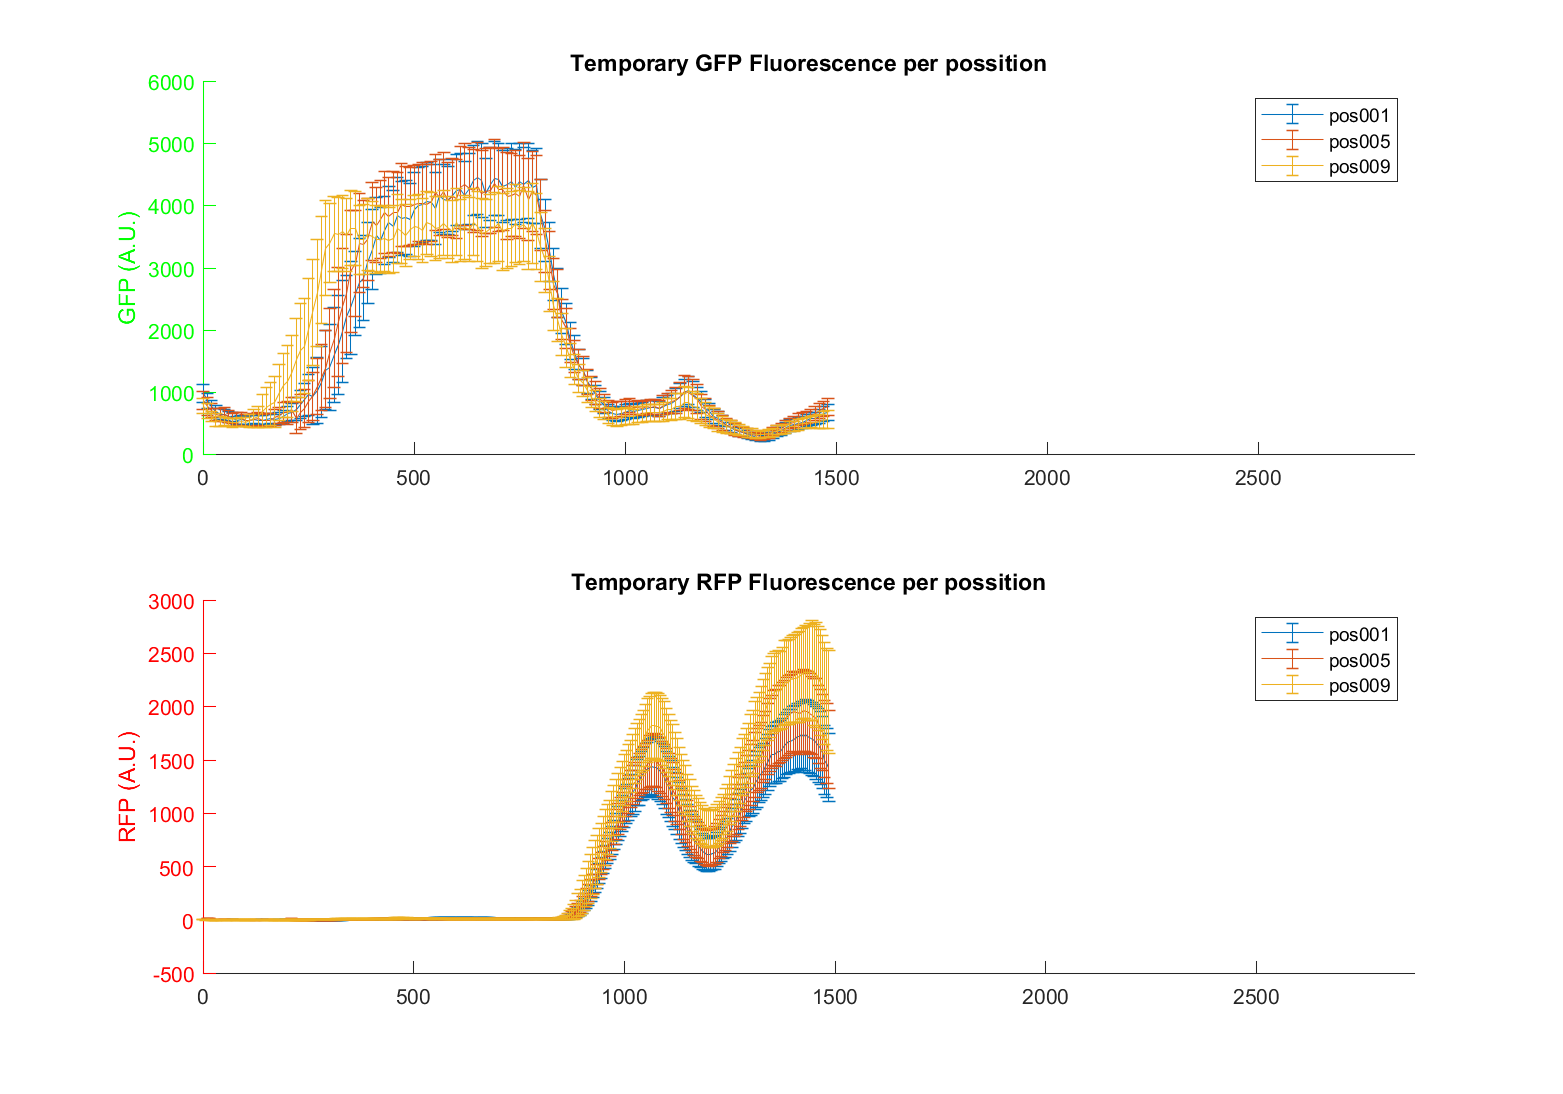 Temporary GFP Fluorescence per possition
6000
5000
4000
3000
2000
1000
0
GFP (A.U.)
pos001
pos005
pos009
0 500 1000 1500 2000 2500
Temporary RFP Fluorescence per possition
3000
2500
2000
1500
1000
500
0
-500
RFP (A.U.)
pos001
pos005
pos009
0 500 1000 1500 2000 2500